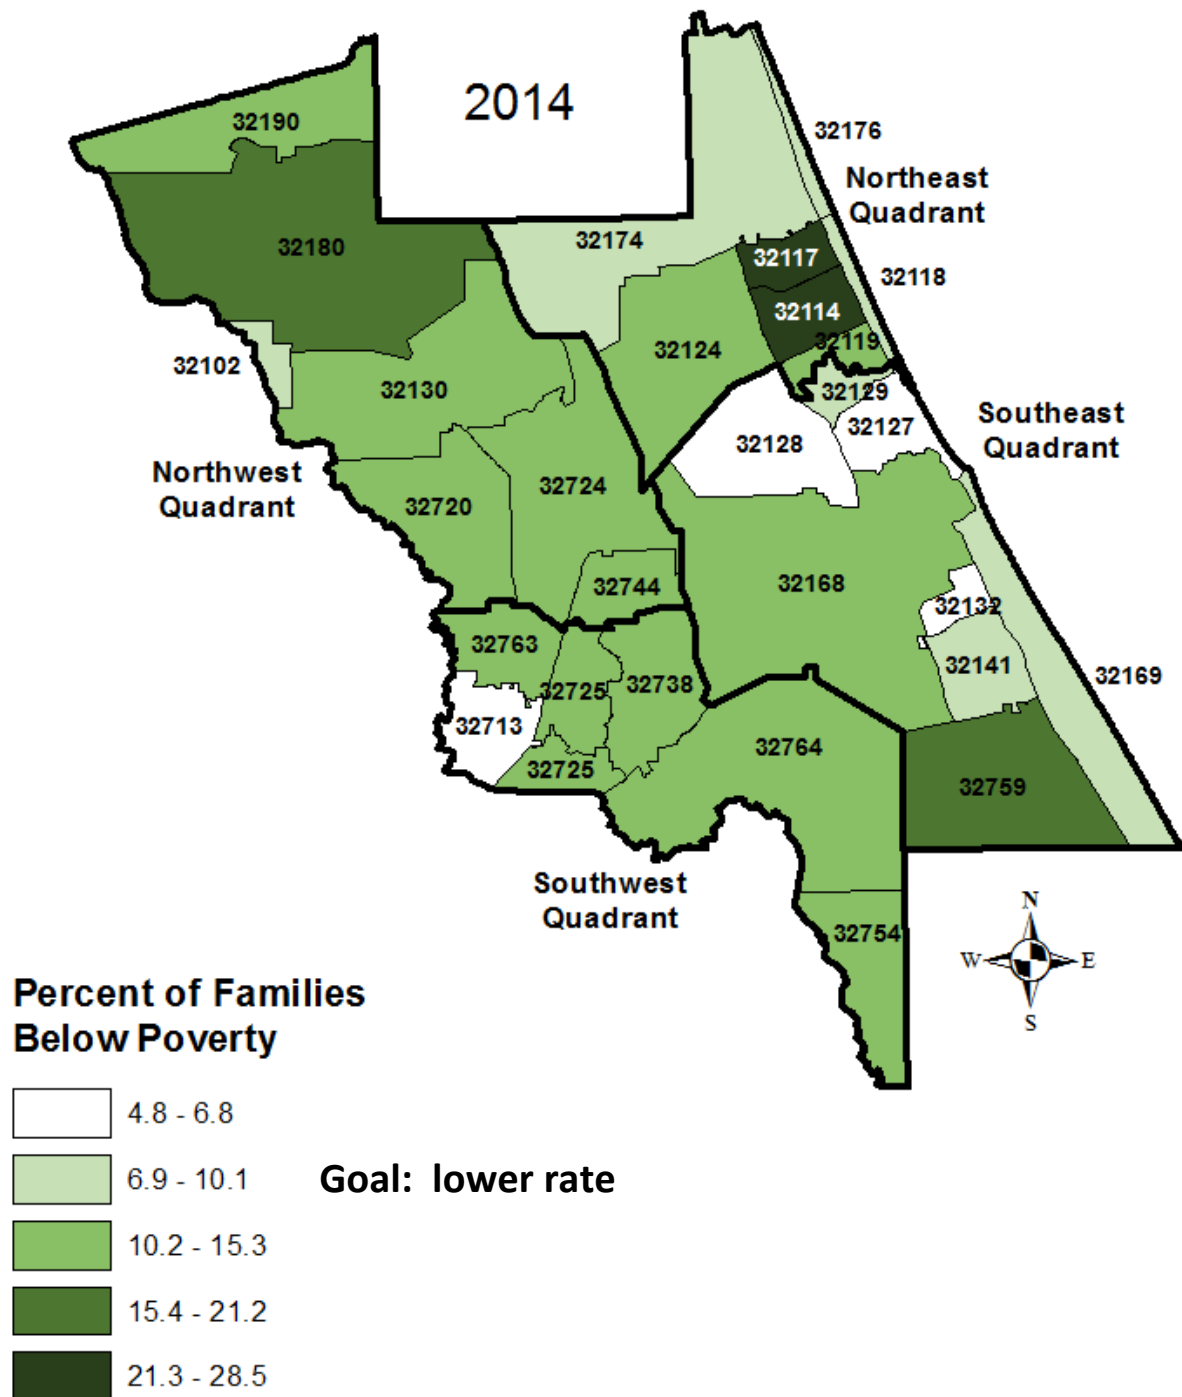 2014
32190
32176
Northeast
Quadrant
32180
32174
32117
32118
32114
32119
32124
32102
32130
32129
32127
32128
Southeast
Quadrant
Northwest
Quadrant
32724
32720
32744
32168
32132
32763
32141
32169
32725
32738
32713
32764
32725
32759
Southwest
Quadrant
32754
N
W E
S
Percent of Families
Below Poverty
4.8 - 6.8
6.9 - 10.1
Goal: lower rate
10.2 - 15.3
15.4 - 21.2
21.3 - 28.5